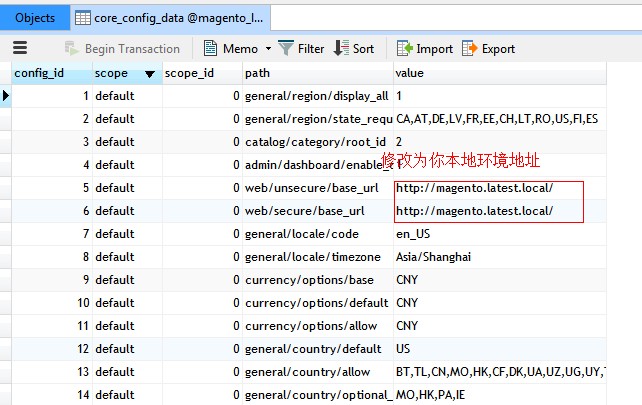 Objects core_config_data @magento_l...
Begin Transaction Memo Filter Sort Import Export
config_id scope scope_id path value
1 default 0 general/region/display_all 1
2 default 0 general/region/state_requ CA,AT,DE,LV,FR,EE,CH,LT,RO,US,FI,ES
3 default 0 catalog/category/root_id 2
修改为你本地环境地址
4 default 0 admin/dashboard/enable_
5 default 0 web/unsecure/base_url http://magento.latest.local/
6 default 0 web/secure/base_url http://magento.latest.local/
7 default 0 general/locale/code en_US
8 default 0 general/locale/timezone Asia/Shanghai
9 default 0 currency/options/base CNY
10 default 0 currency/options/default CNY
11 default 0 currency/options/allow CNY
12 default 0 general/country/default US
13 default 0 general/country/allow BT,TL,CN,MO,HK,CF,DK,UA,UZ,UG,UY,
14 default 0 general/country/optional_ MO,HK,PA,IE